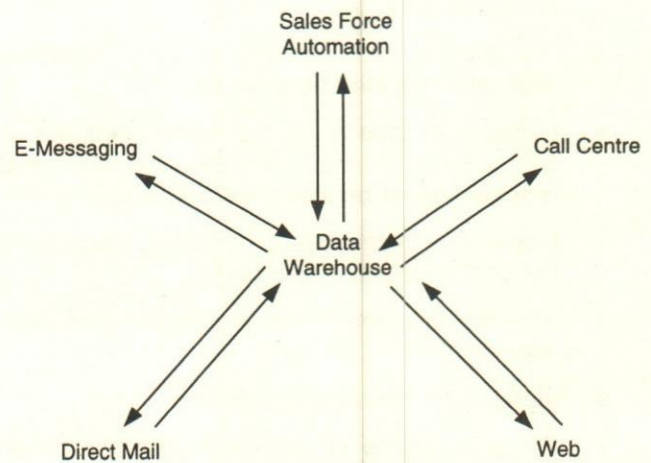 Sales Force
Automation
E-Messaging
Call Centre
Data
Warehouse
Direct Mail
Web